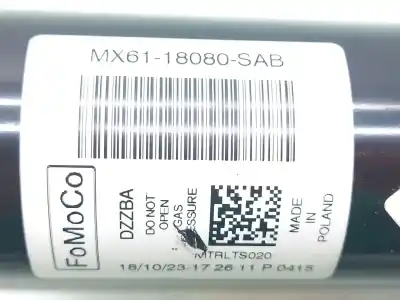 MX61-18080-SAB
FoMoCo
DZZBA
DO NOT
OPEN
GAS
PRESSURE
MTRLTS020
MADE IN
POLAND
18/10/23-17 26 11 P 0415